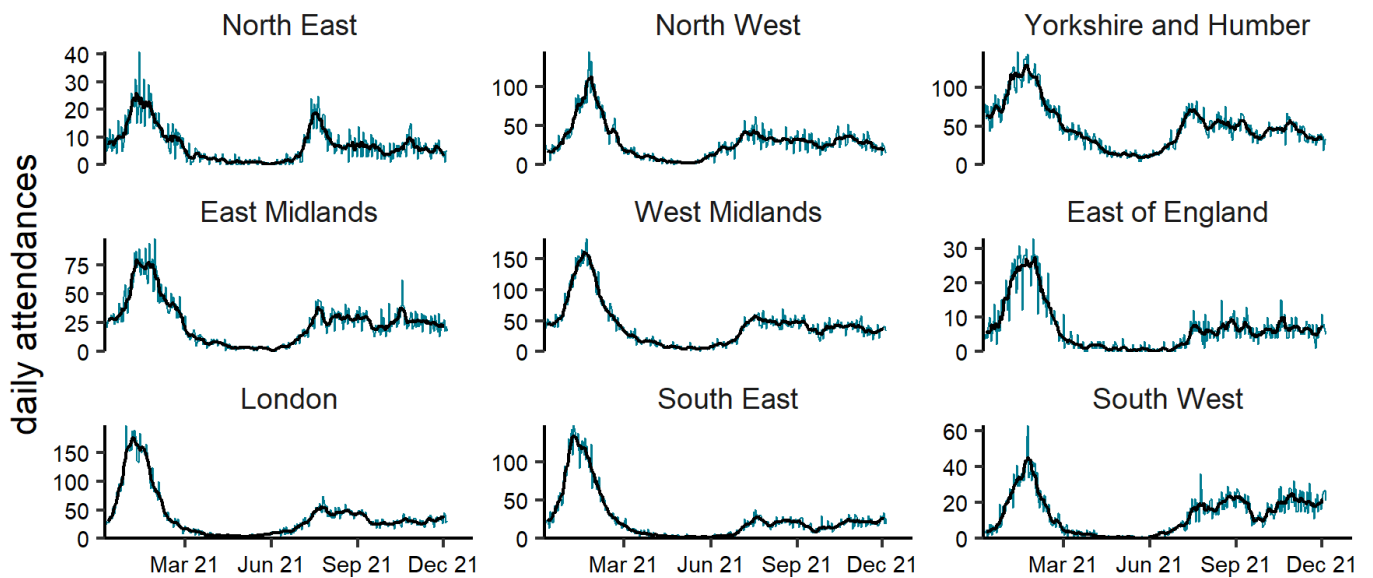 North East
North West
Yorkshire and Humber
40
30
20
10
0
100
50
0
100
50
0
East Midlands
West Midlands
East of England
75
50
25
0
150
100
50
0
30
20
10
0
London
South East
South West
150
100
50
0
100
50
0
60
40
20
0
Mar 21 Jun 21 Sep 21 Dec 21
Mar 21 Jun 21 Sep 21 Dec 21
Mar 21 Jun 21 Sep 21 Dec 21
daily attendances